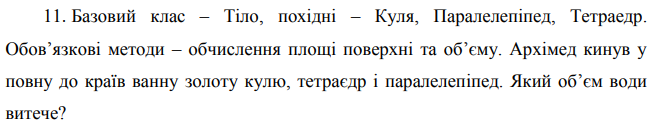 11. Базовий клас – Тіло, похідні – Куля, Паралелепіпед, Тетраедр.
Обов’язкові методи – обчислення площі поверхні та об’єму. Архімед кинув у
повну до країв ванну золоту кулю, тетраєдр і паралелепіпед. Який об’єм води
витече?